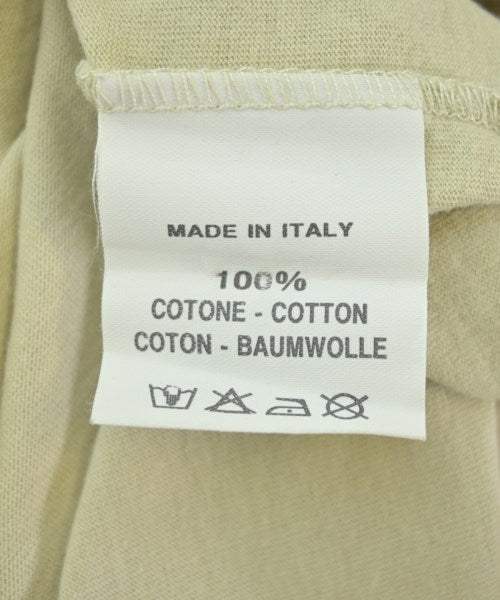 MADE IN ITALY
100%
COTONE - COTTON
COTON - BAUMWOLLE